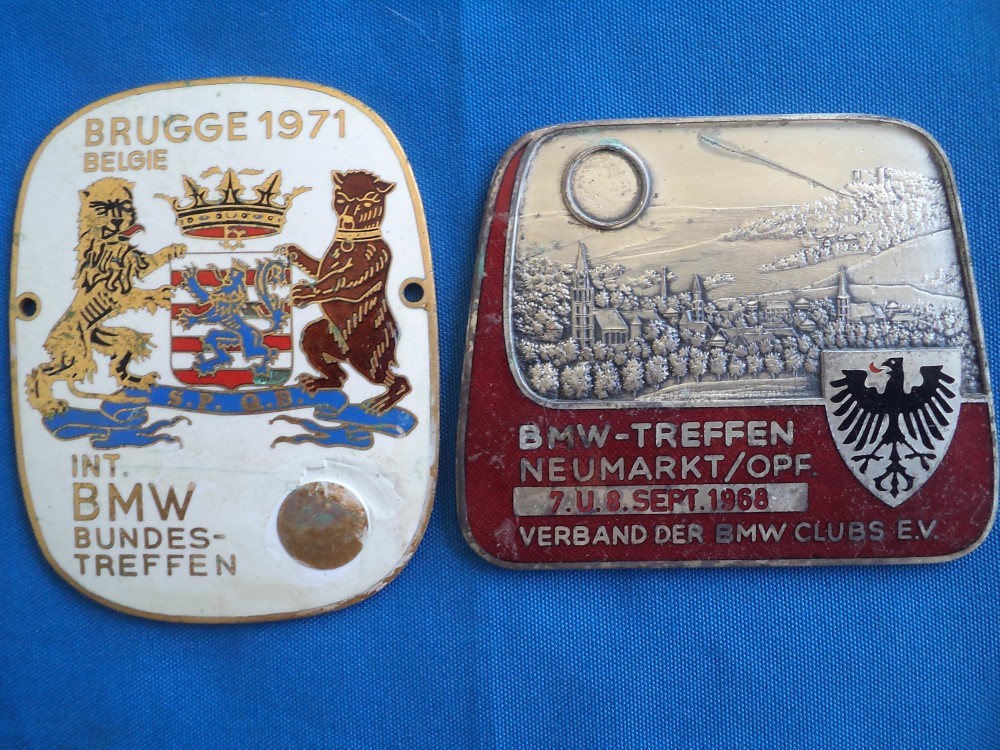 BRUGGE 1971
BELGIE
S.P. Q.B.
INT.
BMW
BUNDES-
TREFFEN
BMW-TREFFEN
NEUMARKT/OPF.
7. U. 8. SEPT. 1968
VERBAND DER BMW CLUBS E.V.